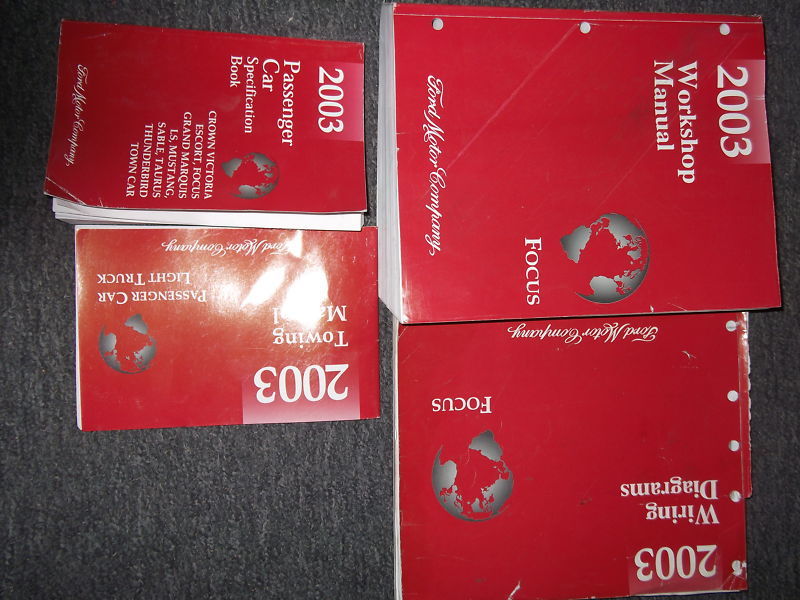 2003
Passenger
Car
Specification
Book
CROWN VICTORIA
ESCORT, FOCUS
GRAND MARQUIS
LS, MUSTANG,
SABLE, TAURUS
THUNDERBIRD
TOWN CAR
Ford Motor Company
2003
Workshop
Manual
FOCUS
Ford Motor Company
2003
Towing
PASSENGER CAR
LIGHT TRUCK
Ford Motor Company
2003
Wiring
Diagrams
FOCUS
Ford Motor Company